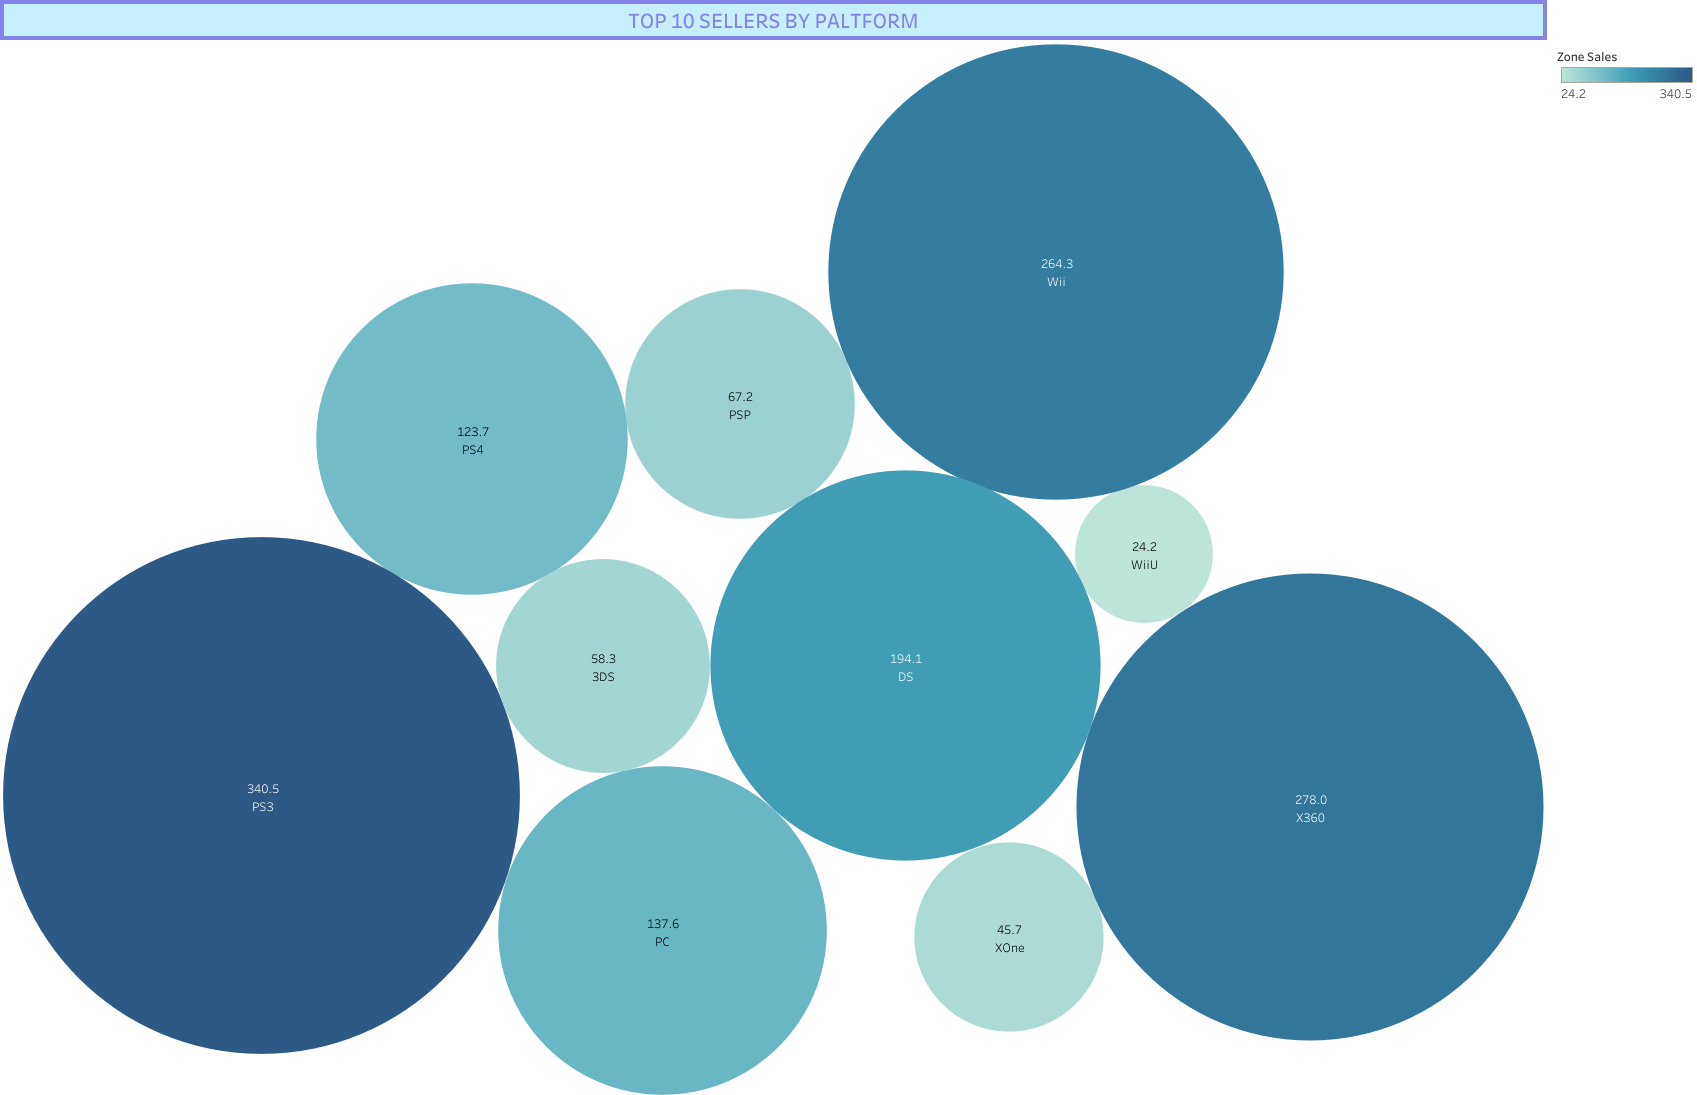 TOP 10 SELLERS BY PALTFORM
Zone Sales
24.2 340.5
264.3
Wii
67.2
PSP
123.7
PS4
24.2
WiiU
58.3
3DS
194.1
DS
340.5
PS3
278.0
X360
137.6
PC
45.7
XOne